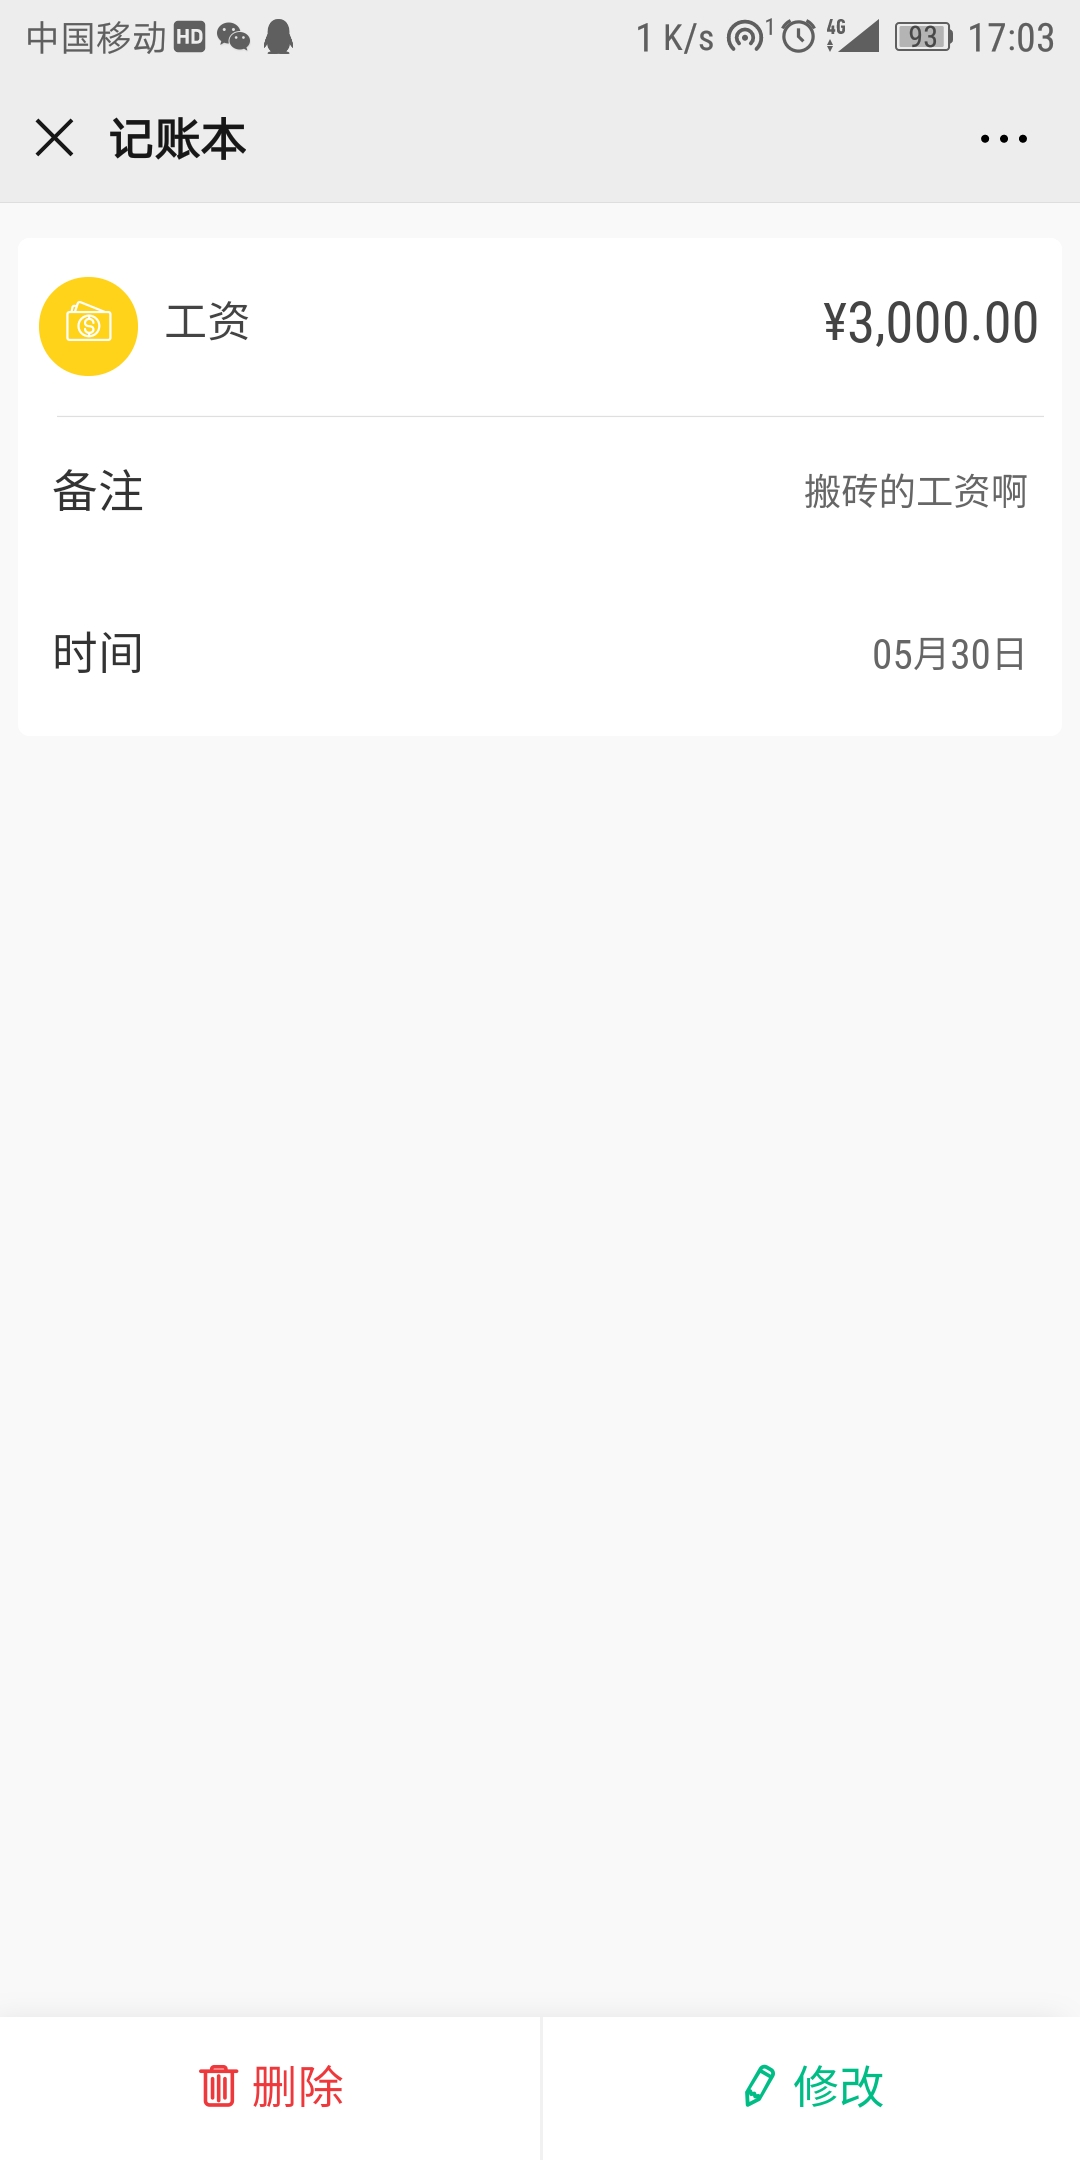 中国移动 HD 1 K/s 1 4G 93 17:03
记账本
工资 ¥3,000.00
备注 搬砖的工资啊
时间 05月30日
删除 修改